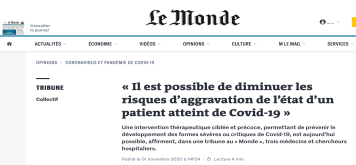 Consulter
le journal
Le Monde
ACTUALITÉS
ÉCONOMIE
VIDÉOS
OPINIONS
CULTURE
M LE MAG
SERVICES
OPINIONS
CORONAVIRUS ET PANDÉMIE DE COVID-19
TRIBUNE
Collectif
« Il est possible de diminuer les
risques d’aggravation de l’état d’un
patient atteint de Covid-19 »
Une intervention thérapeutique ciblée et précoce, permettant de prévenir le
développement des formes sévères ou critiques de Covid-19, est aujourd’hui
possible, affirment, dans une tribune au « Monde », trois médecins et chercheurs
hospitaliers.
Publié le 01 novembre 2020 à 14h04 · Lecture 4 min.